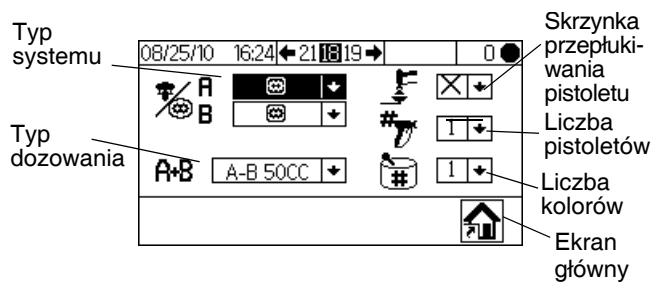 Typ
systemu
Skrzynka
przepłuki-
wania
pistoletu
08/25/10 16:24 21 18 19 0
A
B
#
1
Liczba
pistoletów
Typ
dozowania
A+B A-B 50CC # 1
Liczba
kolorów
Ekran
główny